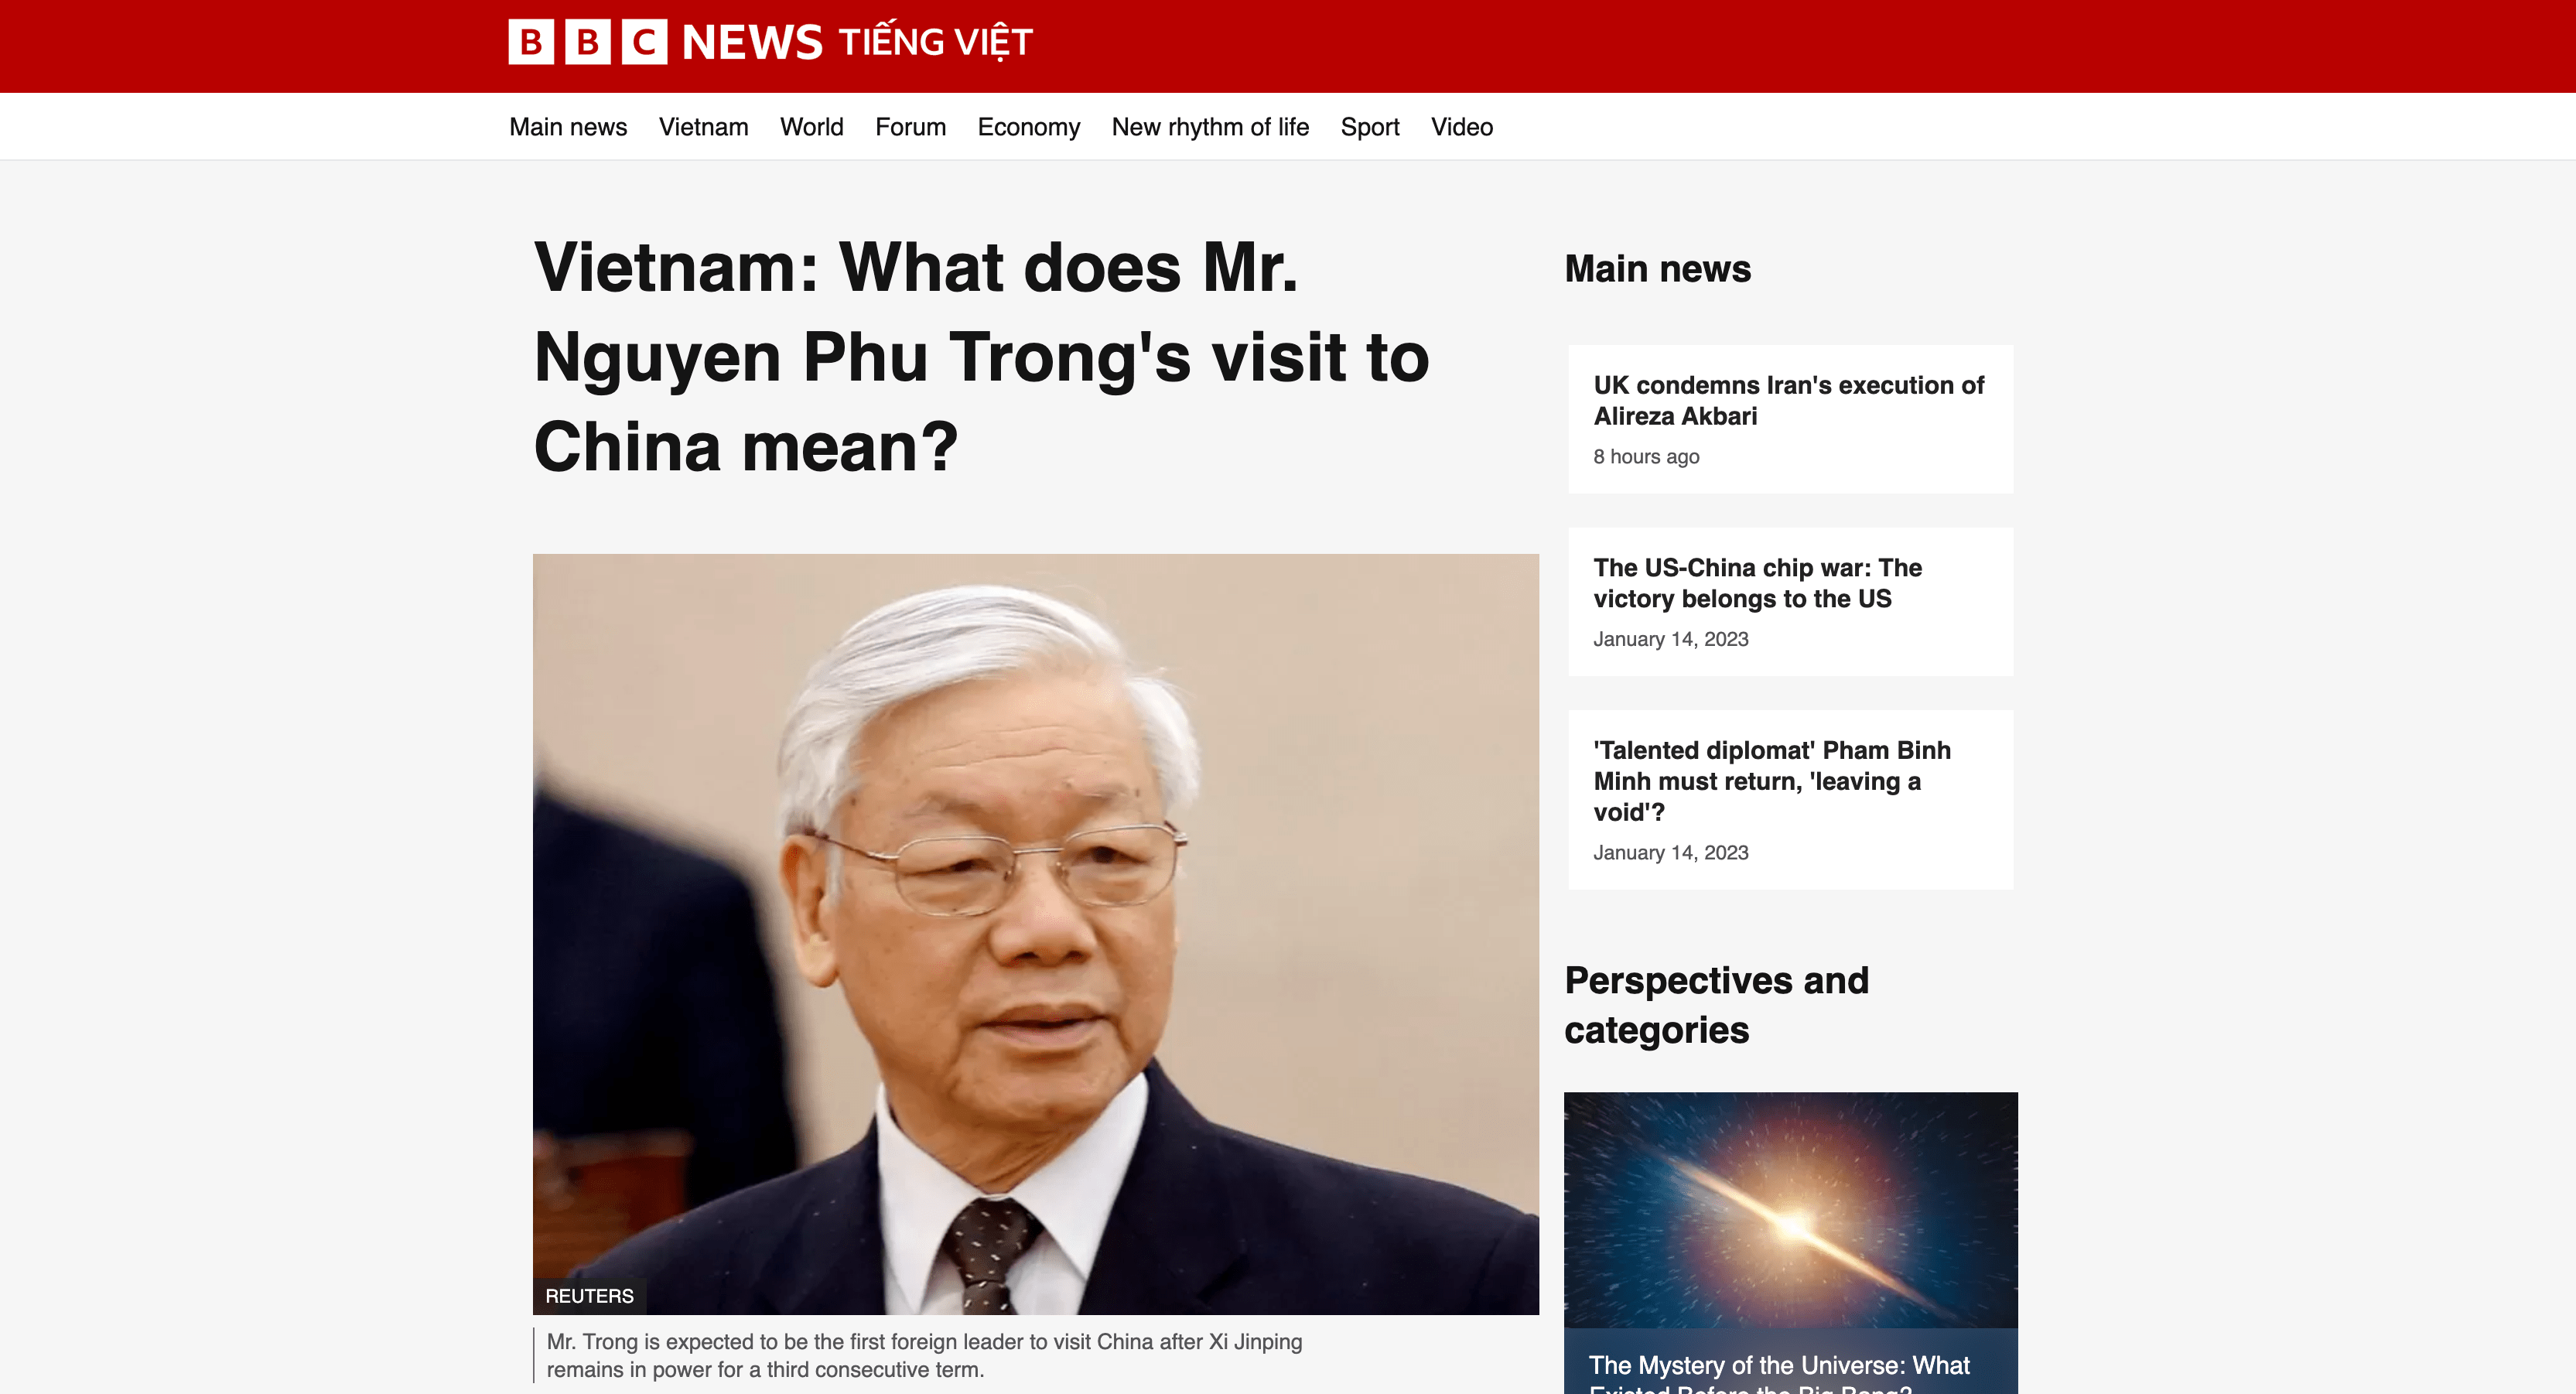 BBC NEWS TIẾNG VIỆT
Main news Vietnam World Forum Economy New rhythm of life Sport Video
Vietnam: What does Mr.
Nguyen Phu Trong's visit to
China mean?
REUTERS
Mr. Trong is expected to be the first foreign leader to visit China after Xi Jinping
remains in power for a third consecutive term.
Main news
UK condemns Iran's execution of
Alireza Akbari
8 hours ago
The US-China chip war: The
victory belongs to the US
January 14, 2023
'Talented diplomat' Pham Binh
Minh must return, 'leaving a
void'?
January 14, 2023
Perspectives and
categories
The Mystery of the Universe: What
Existed Before the Big Bang?